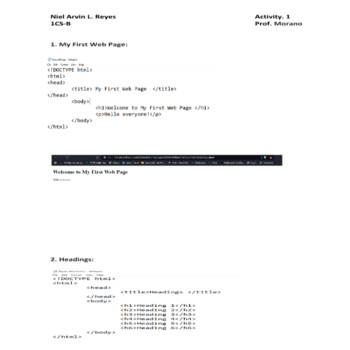 Niel Arvin L. Reyes Activity. 1
1CS-B Prof. Morano
1. My First Web Page:
<!DOCTYPE html>
<html>
<head>
<title> My First Web Page </title>
</head>
<body>
<h1>Welcome to My First Web Page </h1>
<p>Hello everyone!</p>
</body>
</html>
Welcome to My First Web Page
2. Headings:
<!DOCTYPE html>
<html>
<head>
<title>Headings </title>
</head>
<body>
<h1>Heading 1</h1>
<h2>Heading 2</h2>
<h3>Heading 3</h3>
<h4>Heading 4</h4>
<h5>Heading 5</h5>
<h6>Heading 6</h6>
</body>
</html>